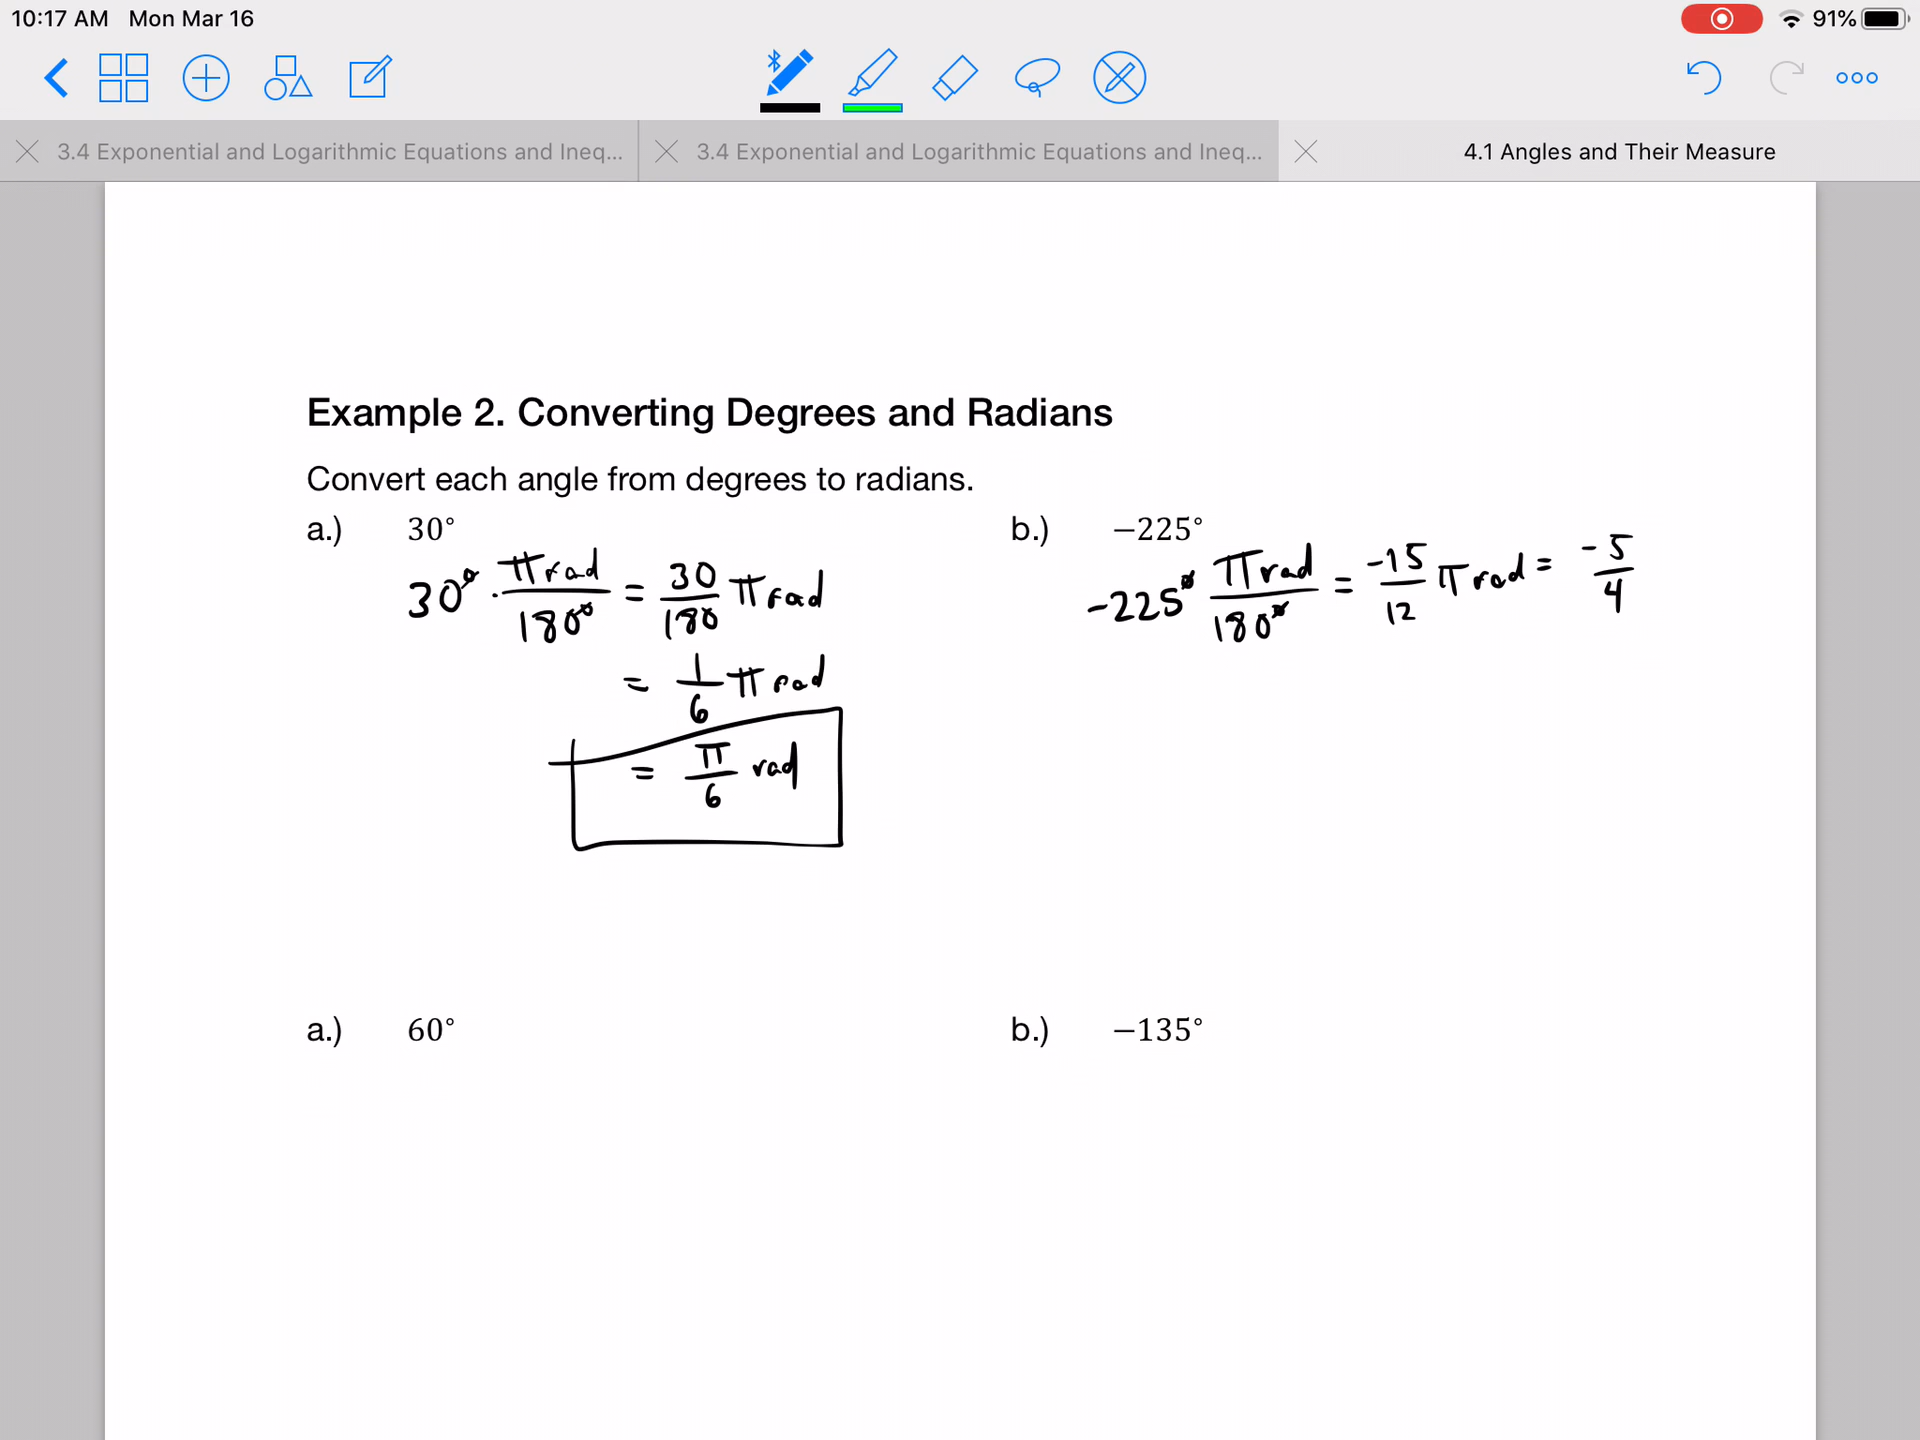 10:17 AM Mon Mar 16 91%
3.4 Exponential and Logarithmic Equations and Ineq... 3.4 Exponential and Logarithmic Equations and Ineq... 4.1 Angles and Their Measure
Example 2. Converting Degrees and Radians
Convert each angle from degrees to radians.
a.) 30°
30° · π rad / 180° = 30/180 π rad
= 1/6 π rad
= π/6 rad
b.) −225°
-225° π rad / 180° = -15/12 π rad = -5/4
a.) 60°
b.) −135°